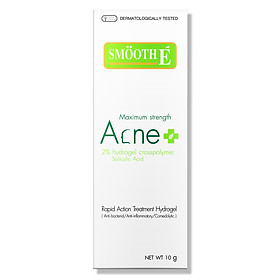 DERMATOLOGICALLY TESTED
SMÖÖTH É
Maximum strength
Acne+
2% hydrogel crosspolymer
Salicylic Acid
Rapid Action Treatment Hydrogel
(Anti-bacterial/Anti-inflammatory/Comedolytic)
NET WT 10 g